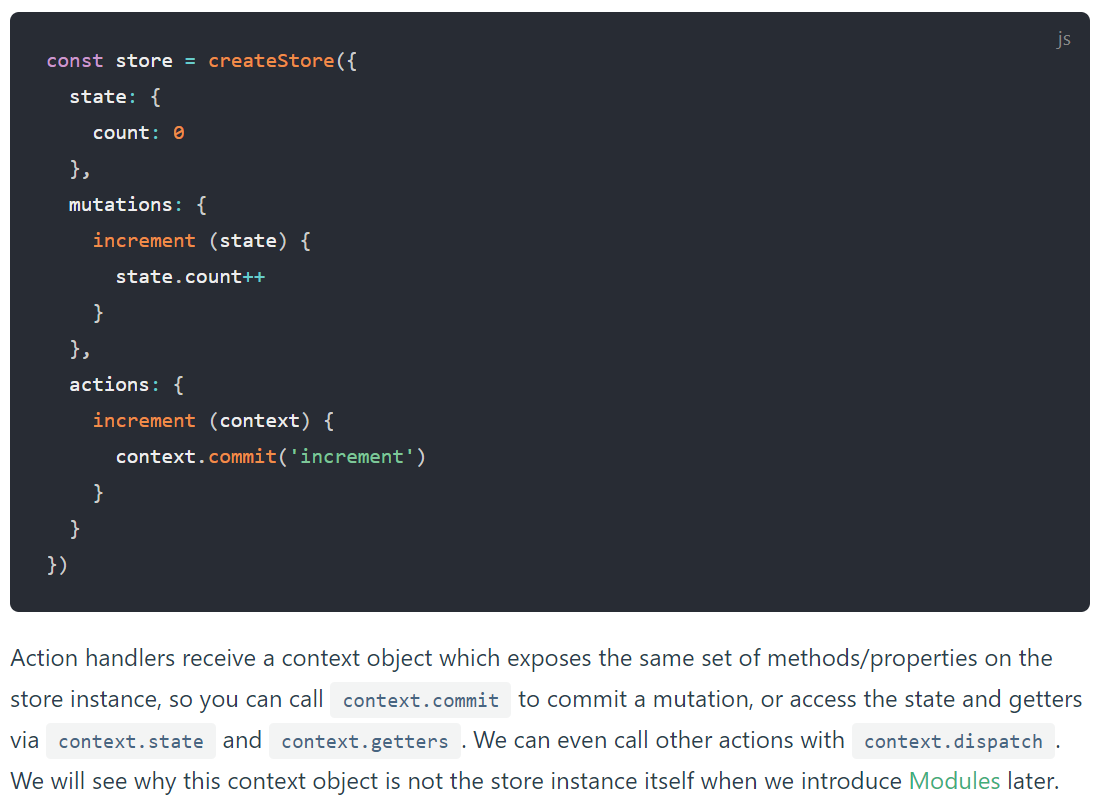 js
const store = createStore({
  state: {
    count: 0
  },
  mutations: {
    increment (state) {
      state.count++
    }
  },
  actions: {
    increment (context) {
      context.commit('increment')
    }
  }
})
Action handlers receive a context object which exposes the same set of methods/properties on the
store instance, so you can call context.commit to commit a mutation, or access the state and getters
via context.state and context.getters. We can even call other actions with context.dispatch.
We will see why this context object is not the store instance itself when we introduce Modules later.